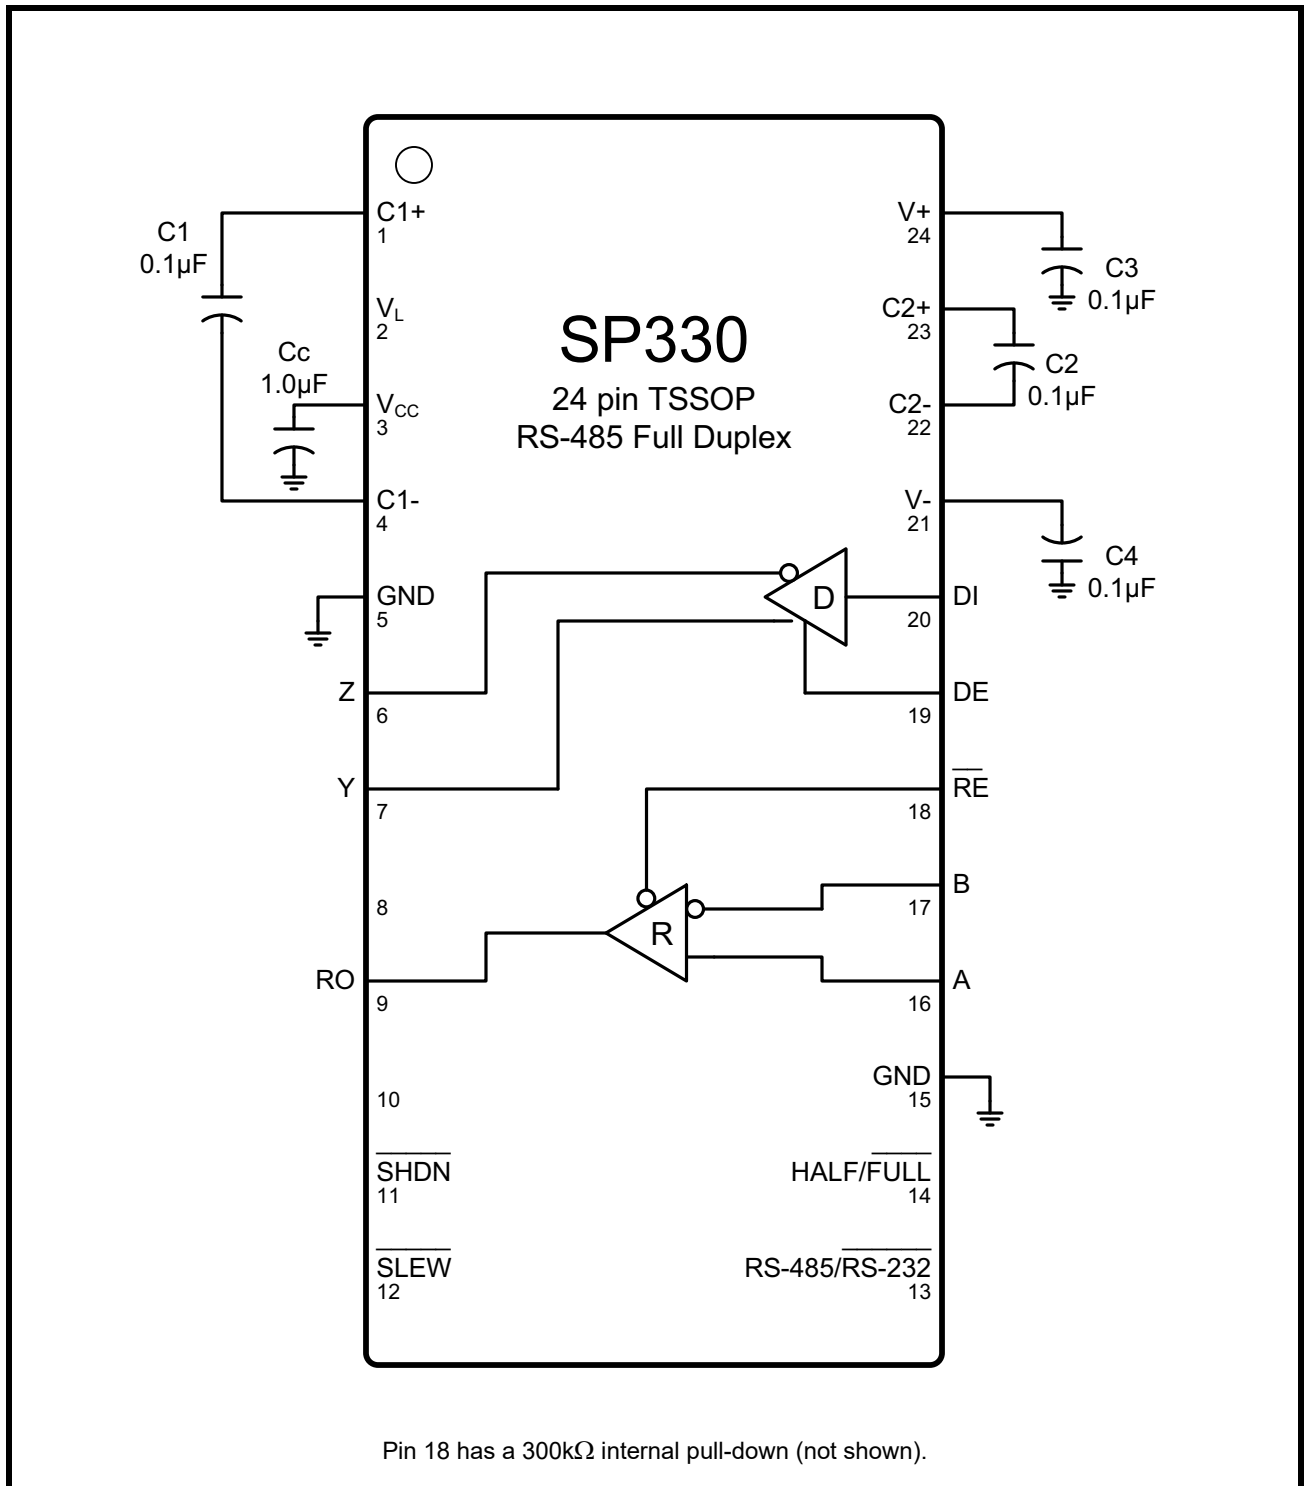 C1+
1
C1
0.1µF
VL
2
Cc
1.0µF
VCC
3
C1-
4
GND
5
Z
6
Y
7
8
RO
9
10
SHDN
11
SLEW
12
SP330
24 pin TSSOP
RS-485 Full Duplex
D
R
V+
24
C3
0.1µF
C2+
23
C2
0.1µF
C2-
22
V-
21
C4
0.1µF
DI
20
DE
19
RE
18
B
17
A
16
GND
15
HALF/FULL
14
RS-485/RS-232
13
Pin 18 has a 300kΩ internal pull-down (not shown).